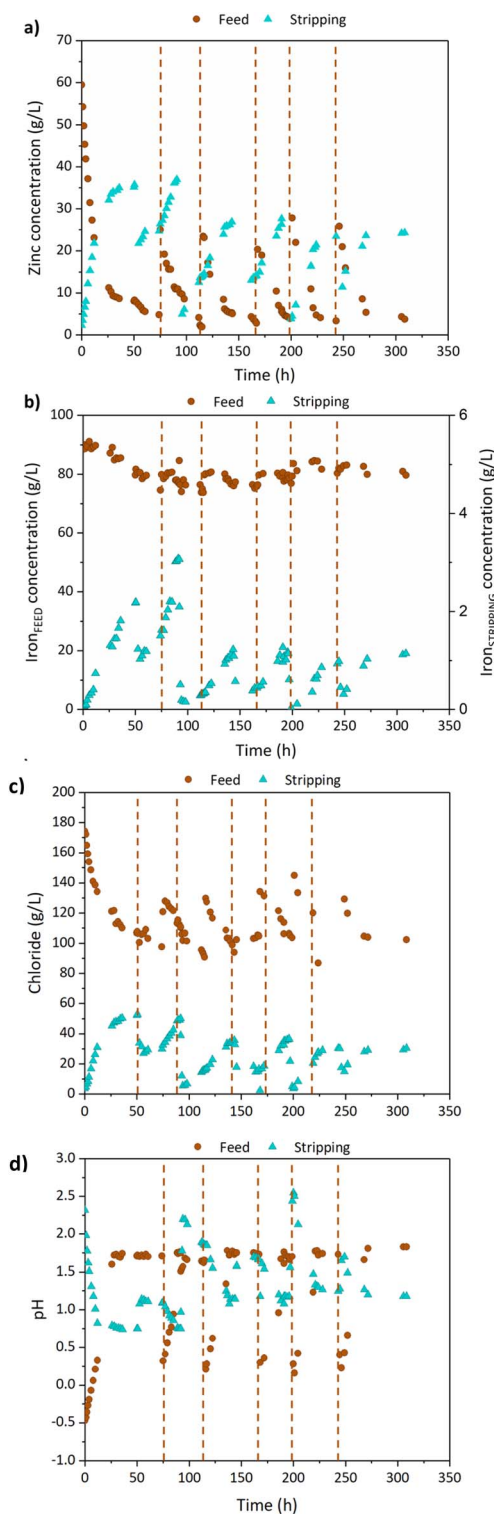 a)
Feed Stripping
Zinc concentration (g/L)
70
60
50
40
30
20
10
0
0 50 100 150 200 250 300 350
Time (h)
b)
Feed Stripping
Iron FEED concentration (g/L)
Iron STRIPPING concentration (g/L)
100 6
80
4
60
40
2
20
0 0
0 50 100 150 200 250 300 350
Time (h)
c)
Feed Stripping
Chloride (g/L)
200
180
160
140
120
100
80
60
40
20
0
0 50 100 150 200 250 300 350
Time (h)
d)
Feed Stripping
pH
3.0
2.5
2.0
1.5
1.0
0.5
0.0
-0.5
-1.0
0 50 100 150 200 250 300 350
Time (h)